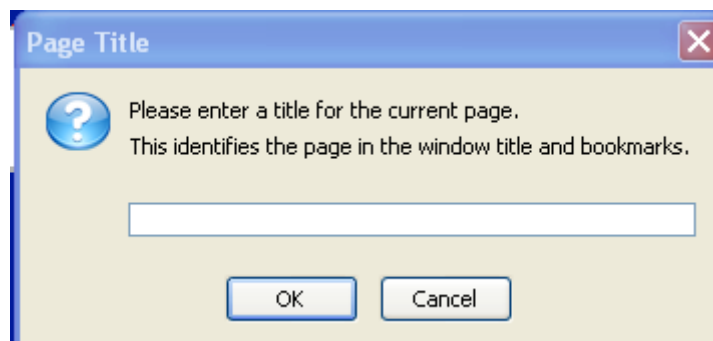 Page Title
Please enter a title for the current page.
This identifies the page in the window title and bookmarks.
OK
Cancel